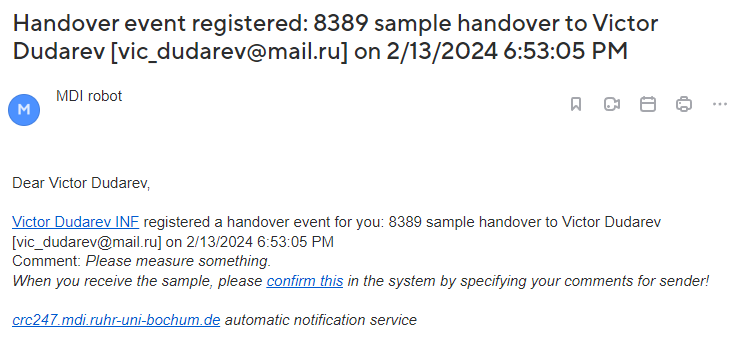 Handover event registered: 8389 sample handover to Victor
Dudarev [vic_dudarev@mail.ru] on 2/13/2024 6:53:05 PM
MDI robot
M
Dear Victor Dudarev,
Victor Dudarev INF registered a handover event for you: 8389 sample handover to Victor Dudarev
[vic_dudarev@mail.ru] on 2/13/2024 6:53:05 PM
Comment: Please measure something.
When you receive the sample, please confirm this in the system by specifying your comments for sender!
crc247.mdi.ruhr-uni-bochum.de automatic notification service